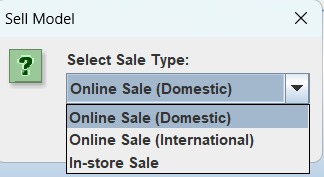 Sell Model
Select Sale Type:
Online Sale (Domestic)
Online Sale (Domestic)
Online Sale (International)
In-store Sale